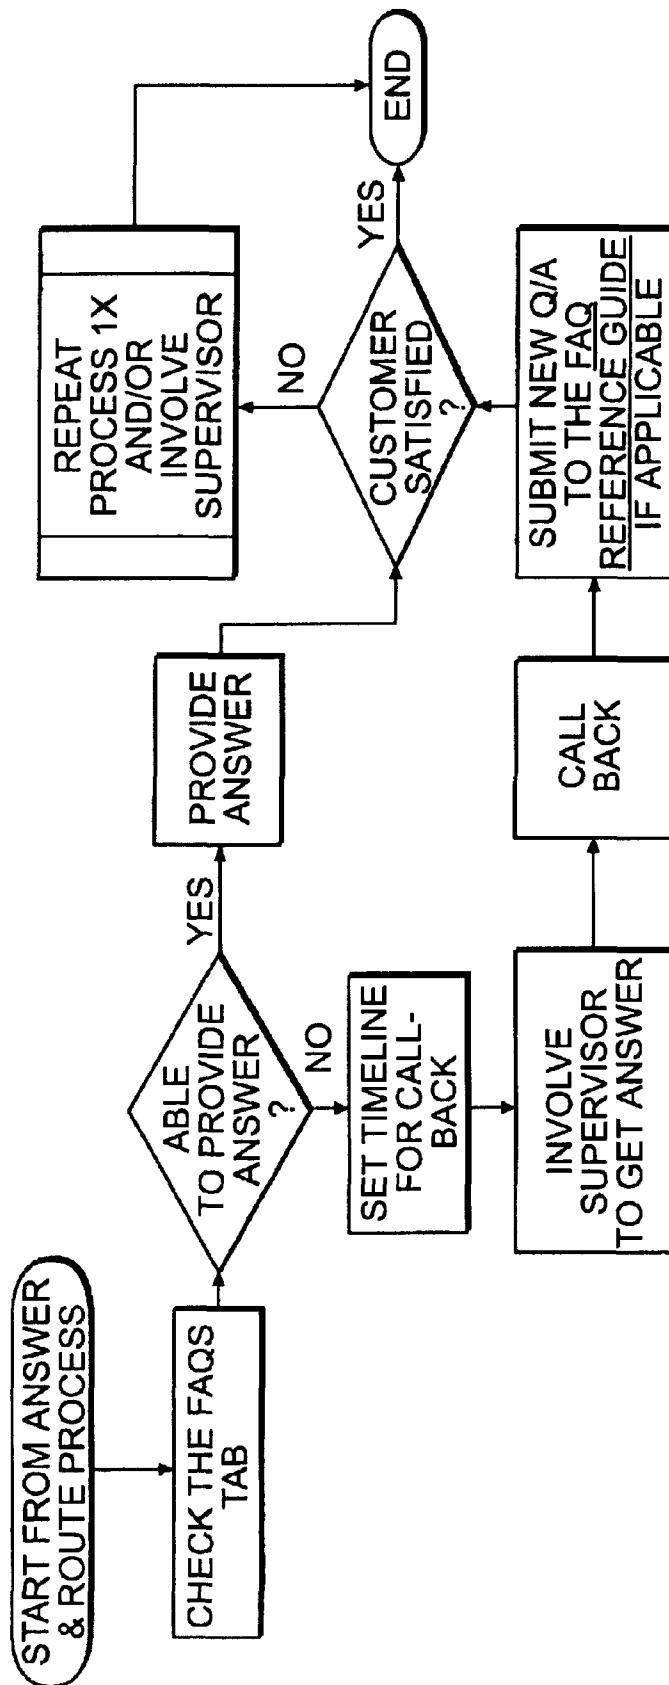 START FROM ANSWER
& ROUTE PROCESS
CHECK THE FAQS
TAB
ABLE
TO PROVIDE
ANSWER
?
YES
NO
PROVIDE
ANSWER
SET TIMELINE
FOR CALL-
BACK
INVOLVE
SUPERVISOR
TO GET ANSWER
CALL
BACK
SUBMIT NEW Q/A
TO THE FAQ
REFERENCE GUIDE
IF APPLICABLE
CUSTOMER
SATISFIED
?
NO
YES
REPEAT
PROCESS 1X
AND/OR
INVOLVE
SUPERVISOR
END